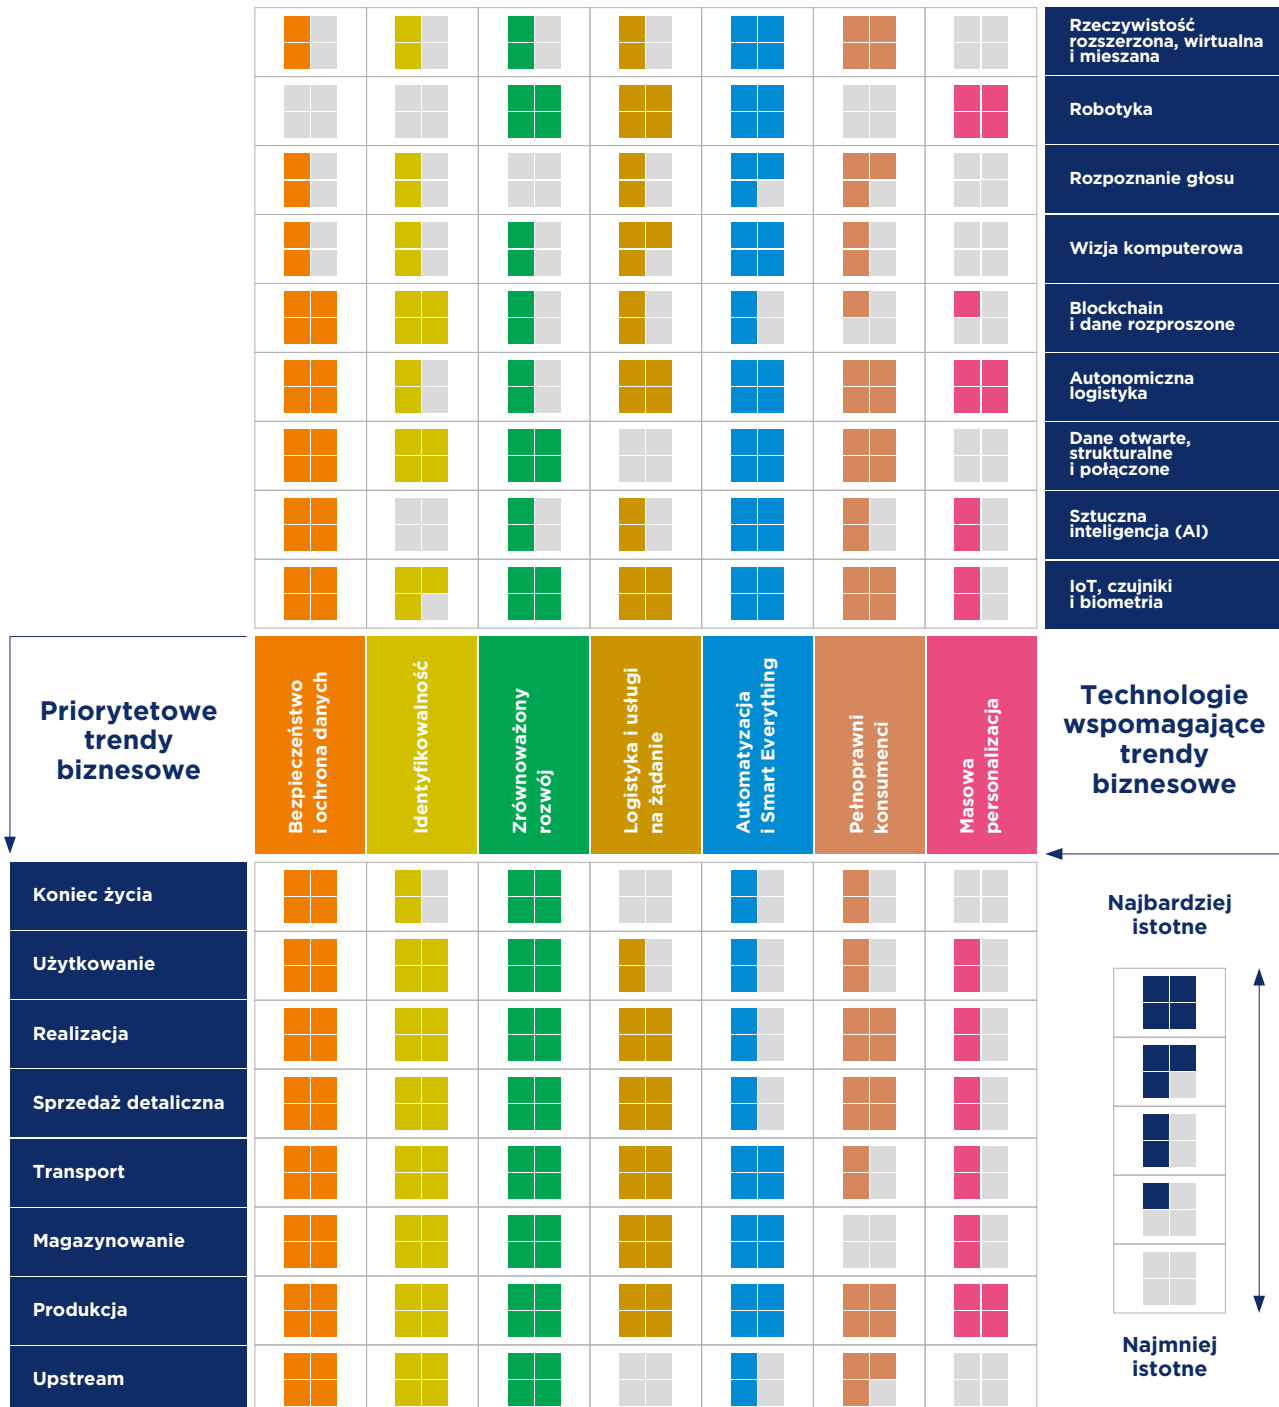 Rzeczywistość
rozszerzona, wirtualna
i mieszana
Robotyka
Rozpoznanie głosu
Wizja komputerowa
Blockchain
i dane rozproszone
Autonomiczna
logistyka
Dane otwarte,
strukturalne
i połączone
Sztuczna
inteligencja (AI)
IoT, czujniki
i biometria
Priorytetowe
trendy
biznesowe
Bezpieczeństwo
i ochrona danych
Identyfikowalność
Zrównoważony
rozwój
Logistyka i usługi
na żądanie
Automatyzacja
i Smart Everything
Pełnoprawni
konsumenci
Masowa
personalizacja
Technologie
wspomagające
trendy
biznesowe
Koniec życia
Użytkowanie
Realizacja
Sprzedaż detaliczna
Transport
Magazynowanie
Produkcja
Upstream
Najbardziej
istotne
Najmniej
istotne